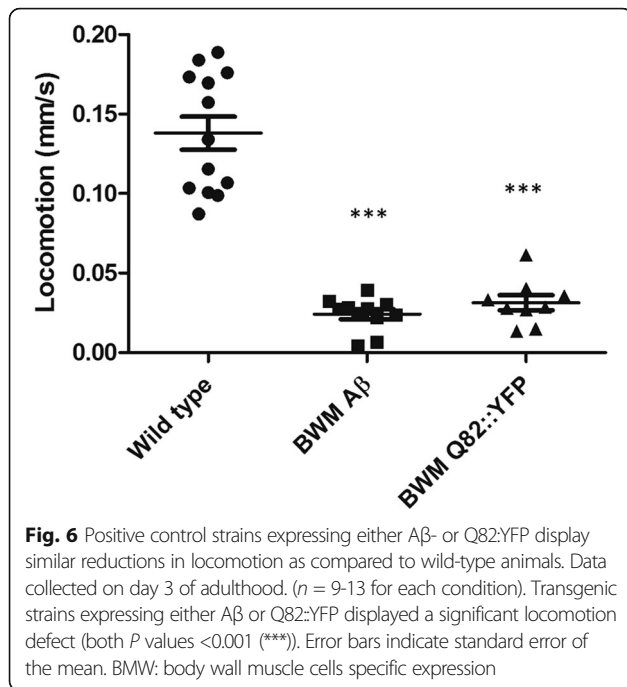 0.20
0.15
0.10
0.05
0.00
Locomotion (mm/s)
***
***
Wild type
BWM Aβ
BWM Q82::YFP
Fig. 6 Positive control strains expressing either Aβ- or Q82:YFP display
similar reductions in locomotion as compared to wild-type animals. Data
collected on day 3 of adulthood. (n = 9-13 for each condition). Transgenic
strains expressing either Aβ or Q82::YFP displayed a significant locomotion
defect (both P values <0.001 (***)). Error bars indicate standard error of
the mean. BMW: body wall muscle cells specific expression